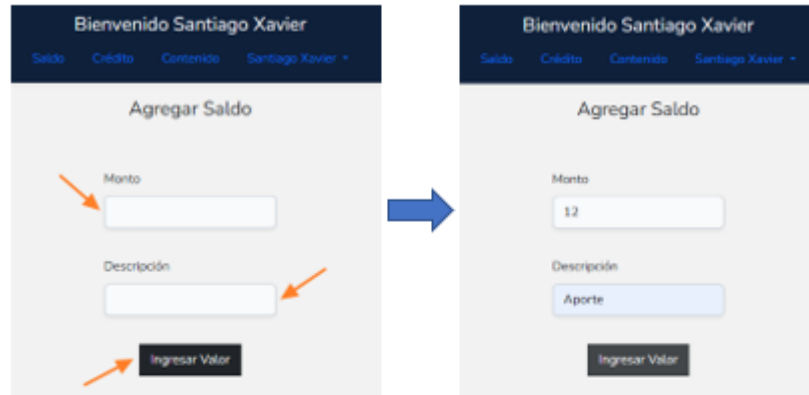 Bienvenido Santiago Xavier
Saldo Crédito Contenido Santiago Xavier
Agregar Saldo
Monto
Descripción
Ingresar Valor
Bienvenido Santiago Xavier
Saldo Crédito Contenido Santiago Xavier
Agregar Saldo
Monto
12
Descripción
Aporte
Ingresar Valor